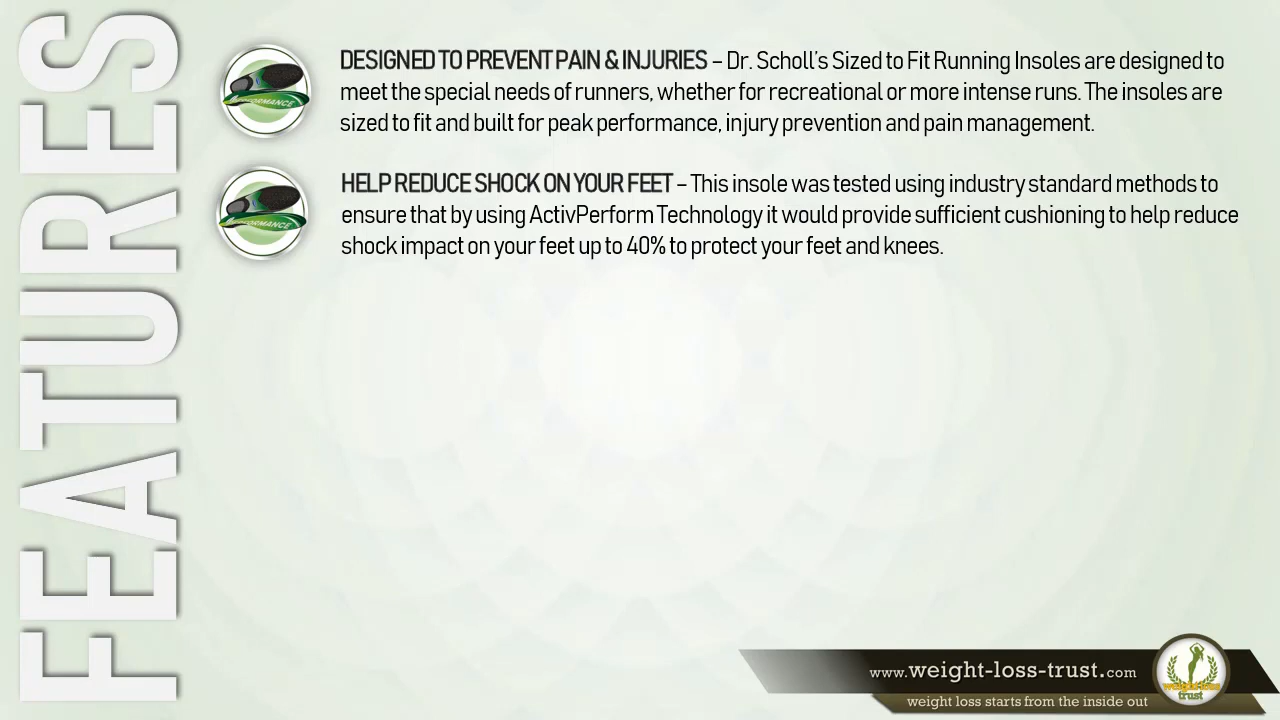 FEATURES
DESIGNED TO PREVENT PAIN & INJURIES – Dr. Scholl's Sized to Fit Running Insoles are designed to
meet the special needs of runners, whether for recreational or more intense runs. The insoles are
sized to fit and built for peak performance, injury prevention and pain management.
PERFORMANCE
HELP REDUCE SHOCK ON YOUR FEET – This insole was tested using industry standard methods to
ensure that by using ActivPerform Technology it would provide sufficient cushioning to help reduce
shock impact on your feet up to 40% to protect your feet and knees.
PERFORMANCE
www.weight-loss-trust.com
weight loss starts from the inside out
weight loss
trust